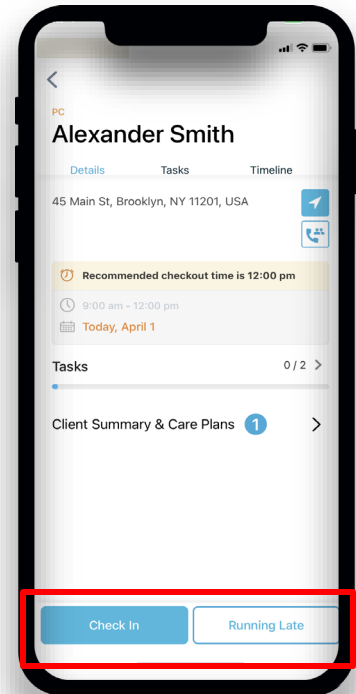 PC
Alexander Smith
Details Tasks Timeline
45 Main St, Brooklyn, NY 11201, USA
Recommended checkout time is 12:00 pm
9:00 am - 12:00 pm
Today, April 1
Tasks 0 / 2
Client Summary & Care Plans 1
Check In Running Late